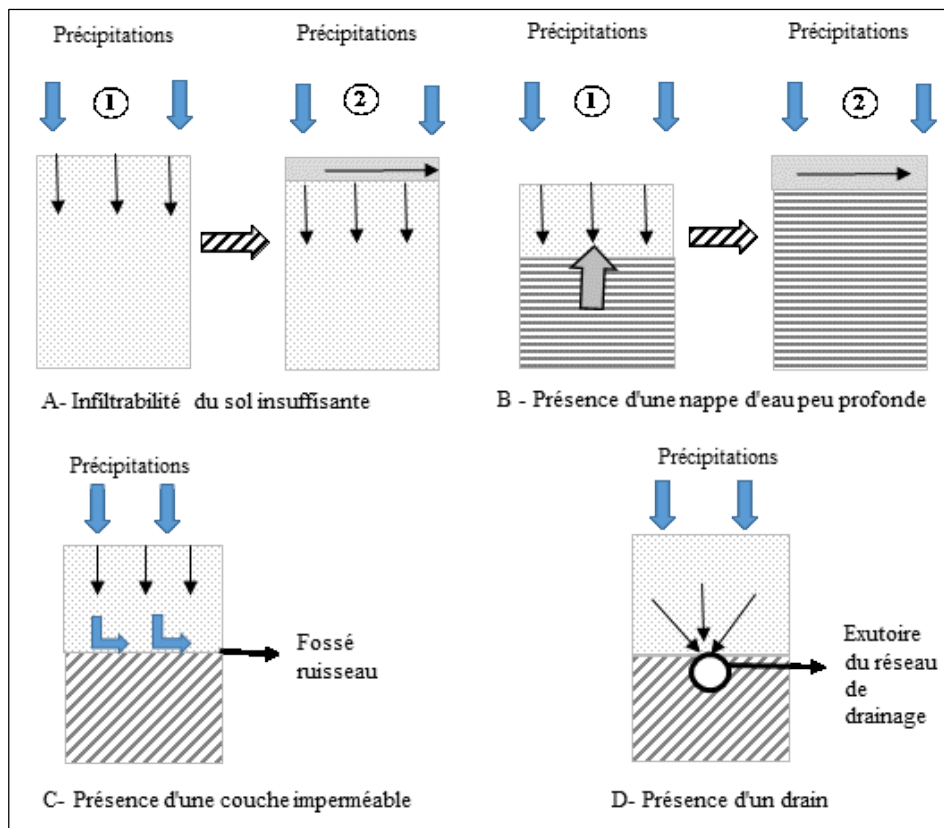 Précipitations
Précipitations
Précipitations
Précipitations
1
2
1
2
A- Infiltrabilité du sol insuffisante
B - Présence d'une nappe d'eau peu profonde
Précipitations
Précipitations
Fossé
ruisseau
Exutoire
du réseau
de
drainage
C- Présence d'une couche imperméable
D- Présence d'un drain